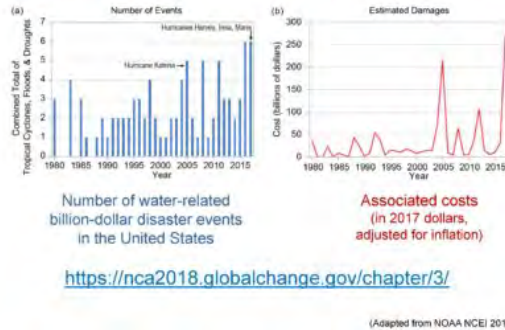 (a)
Number of Events
Hurricanes Harvey, Irma, Maria
Hurricane Katrina
Combined Total of
Tropical Cyclones, Floods, & Droughts
7
6
5
4
3
2
1
0
1980 1985 1990 1995 2000 2005 2010 2015
Year
(b)
Estimated Damages
Cost (billions of dollars)
300
250
200
150
100
50
0
1980 1985 1990 1995 2000 2005 2010 2015
Year
Number of water-related
billion-dollar disaster events
in the United States
Associated costs
(in 2017 dollars,
adjusted for inflation)
https://nca2018.globalchange.gov/chapter/3/
(Adapted from NOAA NCEI 201